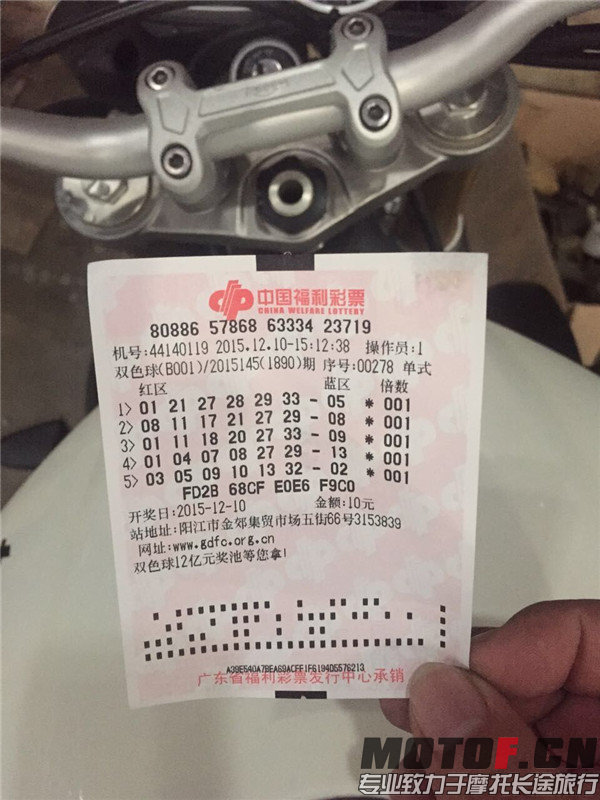 中国福利彩票
CHINA WELFARE LOTTERY
80886 57868 63334 23719
机号:44140119 2015.12.10-15:12:38 操作员:1
双色球(B001)/2015145(1890)期 序号:00278 单式
红区 蓝区 倍数
1> 01 21 27 28 29 33 - 05 * 001
2> 08 11 17 21 27 29 - 08 * 001
3> 01 11 18 20 27 33 - 09 * 001
4> 01 04 07 08 27 29 - 13 * 001
5> 03 05 09 10 13 32 - 02 * 001
FD2B 68CF E0E6 F9C0
开奖日:2015-12-10 金额:10元
站地址:阳江市金郊集贸市场五街66号3153839
网址:www.gdfc.org.cn
双色球12亿元奖池等您拿!
A39E540A7BEA69ACFF1F6194D5576213
广东省福利彩票发行中心承销
MOTOF.CN
专业致力于摩托长途旅行